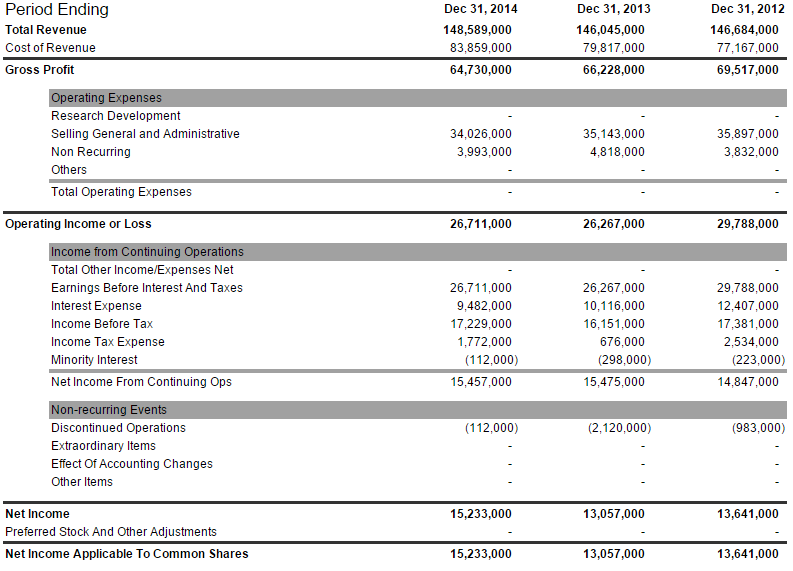 Period Ending Dec 31, 2014 Dec 31, 2013 Dec 31, 2012
Total Revenue 148,589,000 146,045,000 146,684,000
Cost of Revenue 83,859,000 79,817,000 77,167,000
Gross Profit 64,730,000 66,228,000 69,517,000
Operating Expenses
Research Development - - -
Selling General and Administrative 34,026,000 35,143,000 35,897,000
Non Recurring 3,993,000 4,818,000 3,832,000
Others - - -
Total Operating Expenses - - -
Operating Income or Loss 26,711,000 26,267,000 29,788,000
Income from Continuing Operations
Total Other Income/Expenses Net - - -
Earnings Before Interest And Taxes 26,711,000 26,267,000 29,788,000
Interest Expense 9,482,000 10,116,000 12,407,000
Income Before Tax 17,229,000 16,151,000 17,381,000
Income Tax Expense 1,772,000 676,000 2,534,000
Minority Interest (112,000) (298,000) (223,000)
Net Income From Continuing Ops 15,457,000 15,475,000 14,847,000
Non-recurring Events
Discontinued Operations (112,000) (2,120,000) (983,000)
Extraordinary Items - - -
Effect Of Accounting Changes - - -
Other Items - - -
Net Income 15,233,000 13,057,000 13,641,000
Preferred Stock And Other Adjustments - - -
Net Income Applicable To Common Shares 15,233,000 13,057,000 13,641,000